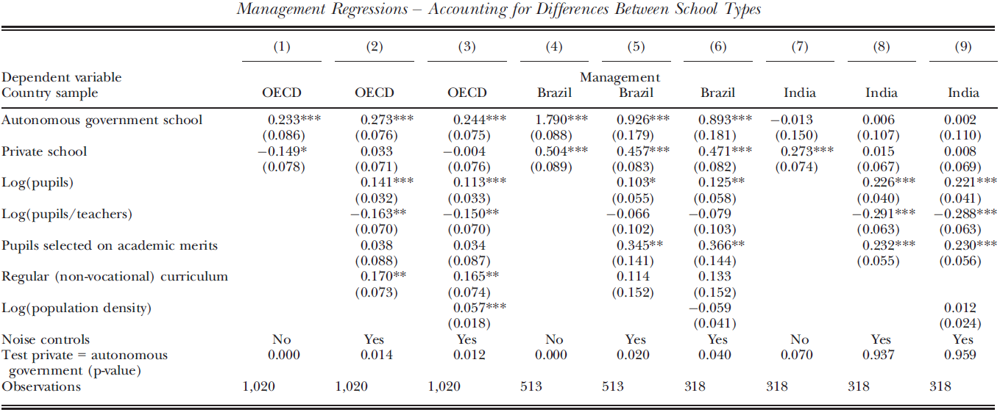 Management Regressions – Accounting for Differences Between School Types
(1) (2) (3) (4) (5) (6) (7) (8) (9)
Dependent variable Management
Country sample OECD OECD OECD Brazil Brazil Brazil India India India
Autonomous government school 0.233*** 0.273*** 0.244*** 1.790*** 0.926*** 0.893*** −0.013 0.006 0.002
(0.086) (0.076) (0.075) (0.088) (0.179) (0.181) (0.150) (0.107) (0.110)
Private school −0.149* 0.033 −0.004 0.504*** 0.457*** 0.471*** 0.273*** 0.015 0.008
(0.078) (0.071) (0.076) (0.089) (0.083) (0.082) (0.074) (0.067) (0.069)
Log(pupils) 0.141*** 0.113*** 0.103* 0.125** 0.226*** 0.221***
(0.032) (0.033) (0.055) (0.058) (0.040) (0.041)
Log(pupils/teachers) −0.163** −0.150** −0.066 −0.079 −0.291*** −0.288***
(0.070) (0.070) (0.102) (0.103) (0.063) (0.063)
Pupils selected on academic merits 0.038 0.034 0.345** 0.366** 0.232*** 0.230***
(0.088) (0.087) (0.141) (0.144) (0.055) (0.056)
Regular (non-vocational) curriculum 0.170** 0.165** 0.114 0.133
(0.073) (0.074) (0.152) (0.152)
Log(population density) 0.057*** −0.059 0.012
(0.018) (0.041) (0.024)
Noise controls No Yes Yes No Yes Yes No Yes Yes
Test private = autonomous 0.000 0.014 0.012 0.000 0.020 0.040 0.070 0.937 0.959
government (p-value)
Observations 1,020 1,020 1,020 513 513 318 318 318 318